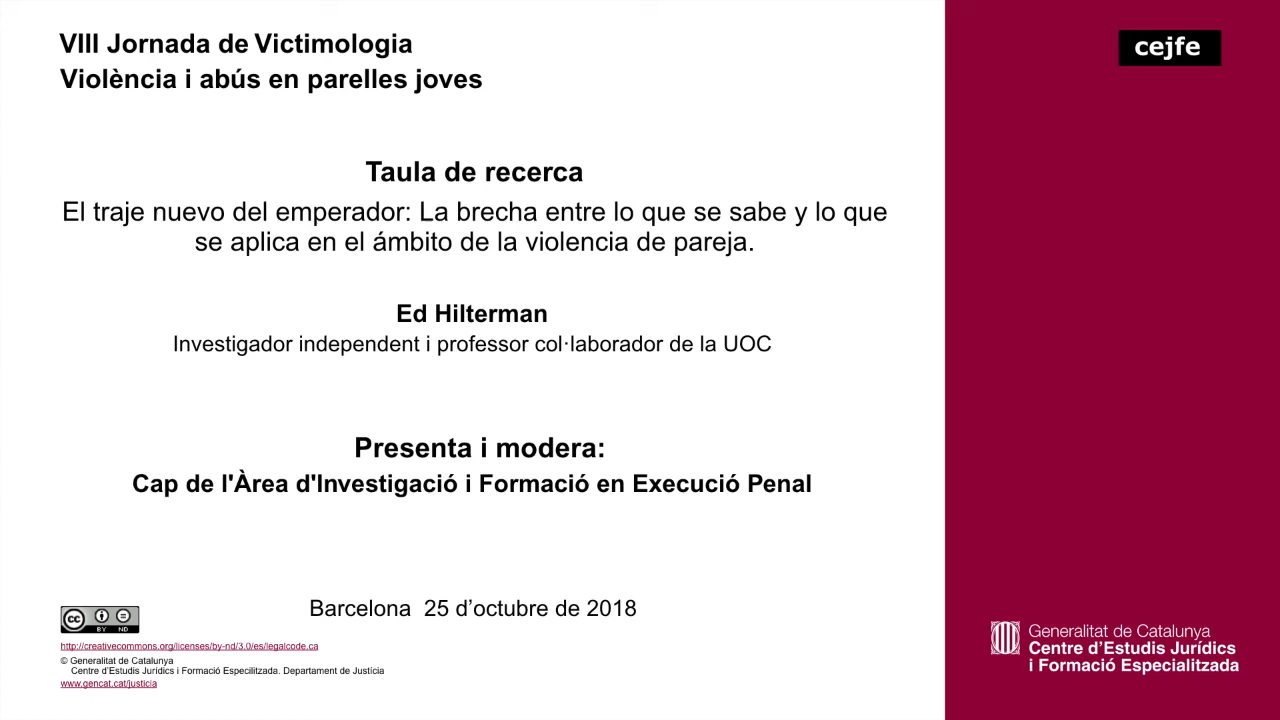 VIII Jornada de Victimologia
Violència i abús en parelles joves
cejfe
Taula de recerca
El traje nuevo del emperador: La brecha entre lo que se sabe y lo que
se aplica en el ámbito de la violencia de pareja.
Ed Hilterman
Investigador independent i professor col·laborador de la UOC
Presenta i modera:
Cap de l'Àrea d'Investigació i Formació en Execució Penal
Barcelona 25 d’octubre de 2018
cc
BY ND
http://creativecommons.org/licenses/by-nd/3.0/es/legalcode.ca
© Generalitat de Catalunya
Centre d’Estudis Jurídics i Formació Especilitzada. Departament de Justícia
www.gencat.cat/justicia
Generalitat de Catalunya
Centre d’Estudis Jurídics
i Formació Especialitzada